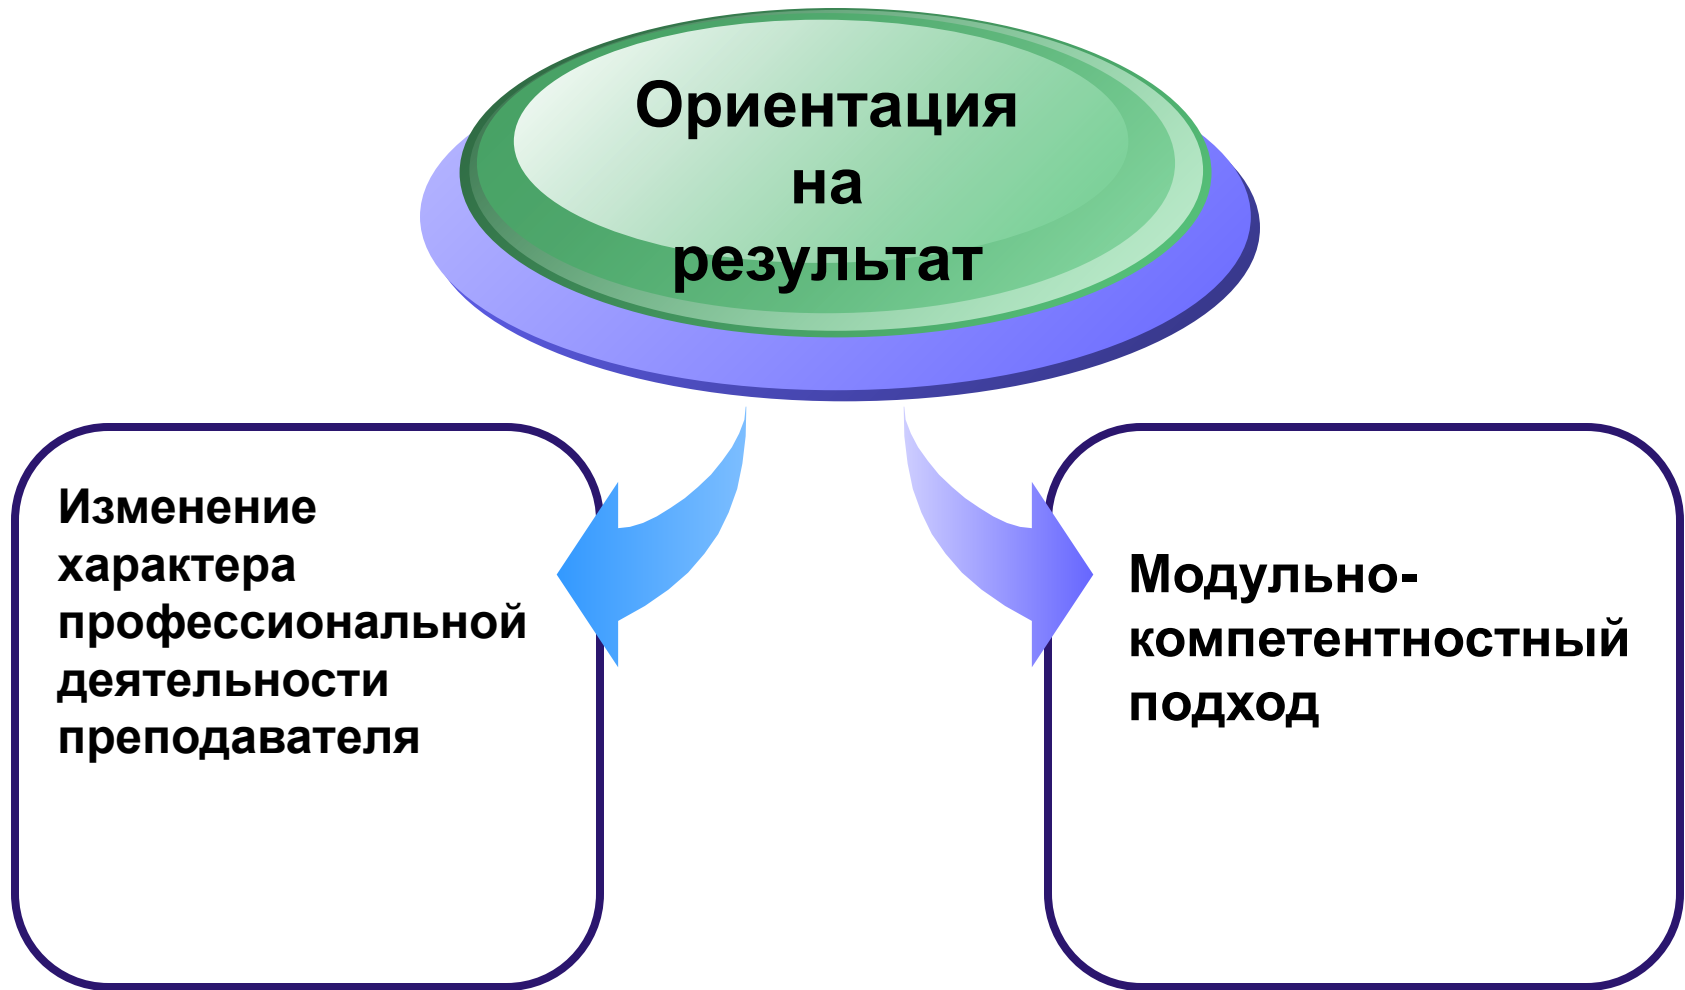 Ориентация
на
результат
Изменение
характера
профессиональной
деятельности
преподавателя
Модульно-
компетентностный
подход